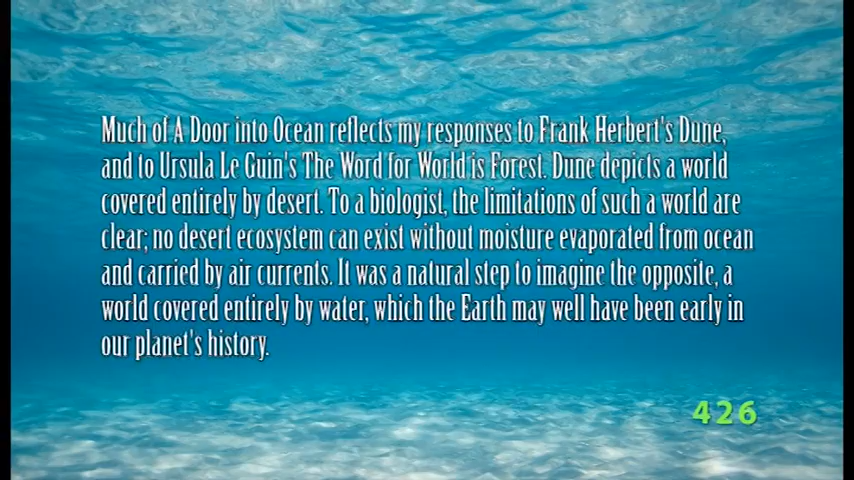 Much of A Door into Ocean reflects my responses to Frank Herbert's Dune,
and to Ursula Le Guin's The Word for World is Forest. Dune depicts a world
covered entirely by desert. To a biologist, the limitations of such a world are
clear; no desert ecosystem can exist without moisture evaporated from ocean
and carried by air currents. It was a natural step to imagine the opposite, a
world covered entirely by water, which the Earth may well have been early in
our planet's history.
426